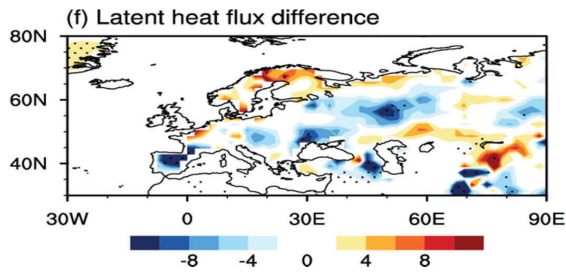 (f) Latent heat flux difference
80N
60N
40N
30W 0 30E 60E 90E
-8 -4 0 4 8